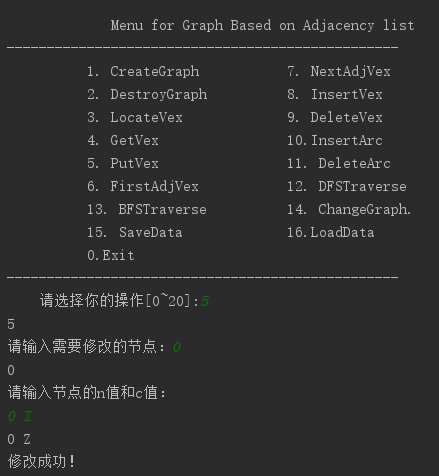 Menu for Graph Based on Adjacency list
-------------------------------------------------
1. CreateGraph 7. NextAdjVex
2. DestroyGraph 8. InsertVex
3. LocateVex 9. DeleteVex
4. GetVex 10.InsertArc
5. PutVex 11. DeleteArc
6. FirstAdjVex 12. DFSTraverse
13. BFSTraverse 14. ChangeGraph.
15. SaveData 16.LoadData
0.Exit
-------------------------------------------------
请选择你的操作[0~20]:5
5
请输入需要修改的节点：0
0
请输入节点的n值和c值：
0 Z
0 Z
修改成功！